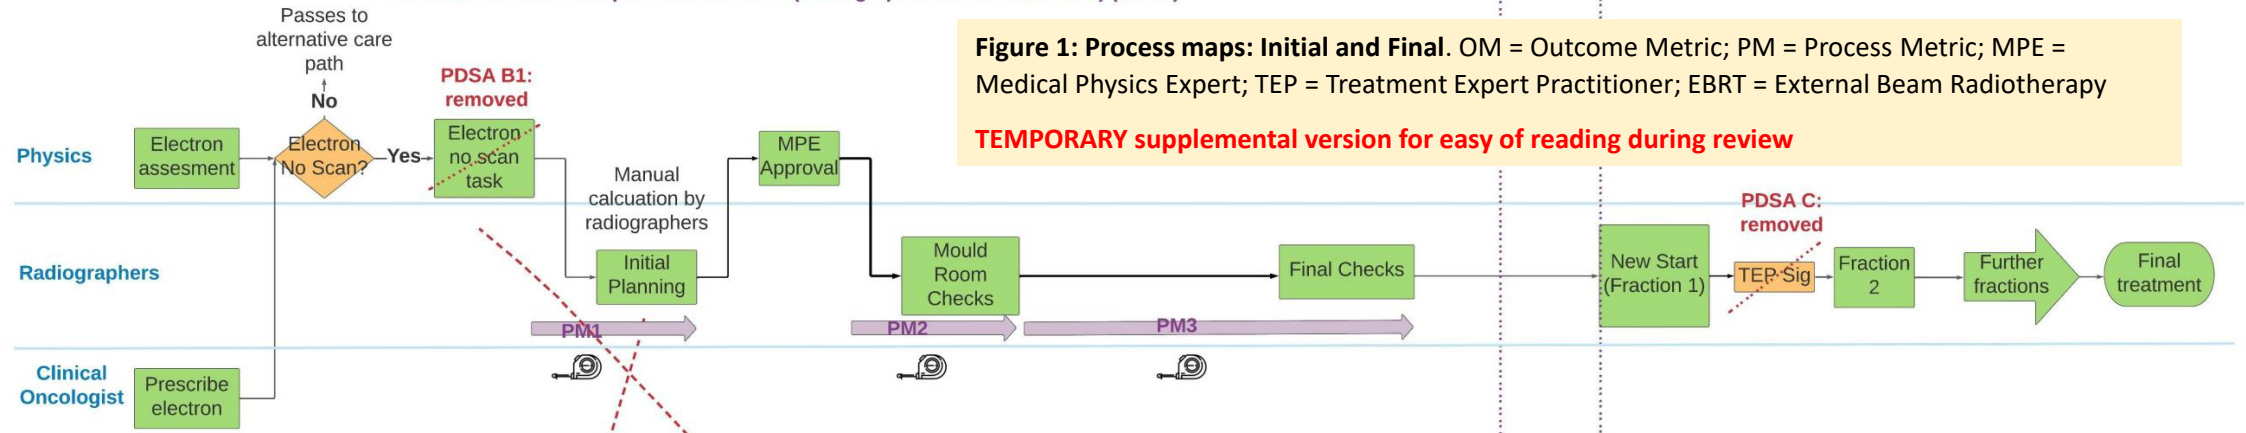 Figure 1: Process maps: Initial and Final. OM = Outcome Metric; PM = Process Metric; MPE =
Medical Physics Expert; TEP = Treatment Expert Practitioner; EBRT = External Beam Radiotherapy
TEMPORARY supplemental version for easy of reading during review
Passes to
alternative care
path
No
PDSA B1:
removed
Physics
Electron
assesment
Electron
No Scan?
Yes
Electron
no scan
task
Manual
calcuation by
radiographers
MPE
Approval
PDSA C:
removed
Radiographers
Initial
Planning
Mould
Room
Checks
Final Checks
New Start
(Fraction 1)
TEP Sig
Fraction
2
Further
fractions
Final
treatment
PM1
PM2
PM3
Clinical
Oncologist
Prescribe
electron